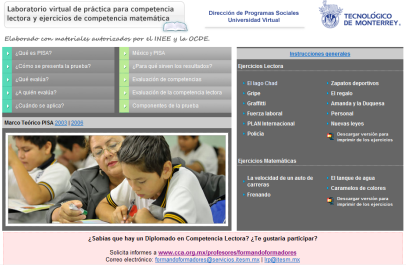 Laboratorio virtual de práctica para competencia
lectora y ejercicios de competencia matemática
Dirección de Programas Sociales
Universidad Virtual
TECNOLÓGICO
DE MONTERREY.
Elaborado con materiales autorizados por el INEE y la OCDE.
¿Qué es PISA?
¿Cómo se presenta la prueba?
¿Qué evalúa?
¿A quién evalúa?
¿Cuándo se aplica?
México y PISA
¿Para qué sirven los resultados?
Evaluación de competencias
Evaluación de la competencia lectora
Componentes de la prueba
Marco Teórico PISA 2003 | 2006
Instrucciones generales
Ejercicios Lectora
El lago Chad
Gripe
Graffiti
Fuerza laboral
PLAN Internacional
Policía
Zapatos deportivos
El regalo
Amanda y la Duquesa
Personal
Nuevas leyes
Descargar versión para
imprimir de los ejercicios
Ejercicios Matemáticas
La velocidad de un auto de
carreras
Frenando
El tanque de agua
Caramelos de colores
Descargar versión para
imprimir de los ejercicios
¿Sabías que hay un Diplomado en Competencia Lectora? ¿Te gustaría participar?
Solicita informes a www.cca.org.mx/profesores/formandoformadores
Correo electrónico: formandoformadores@servicios.itesm.mx |